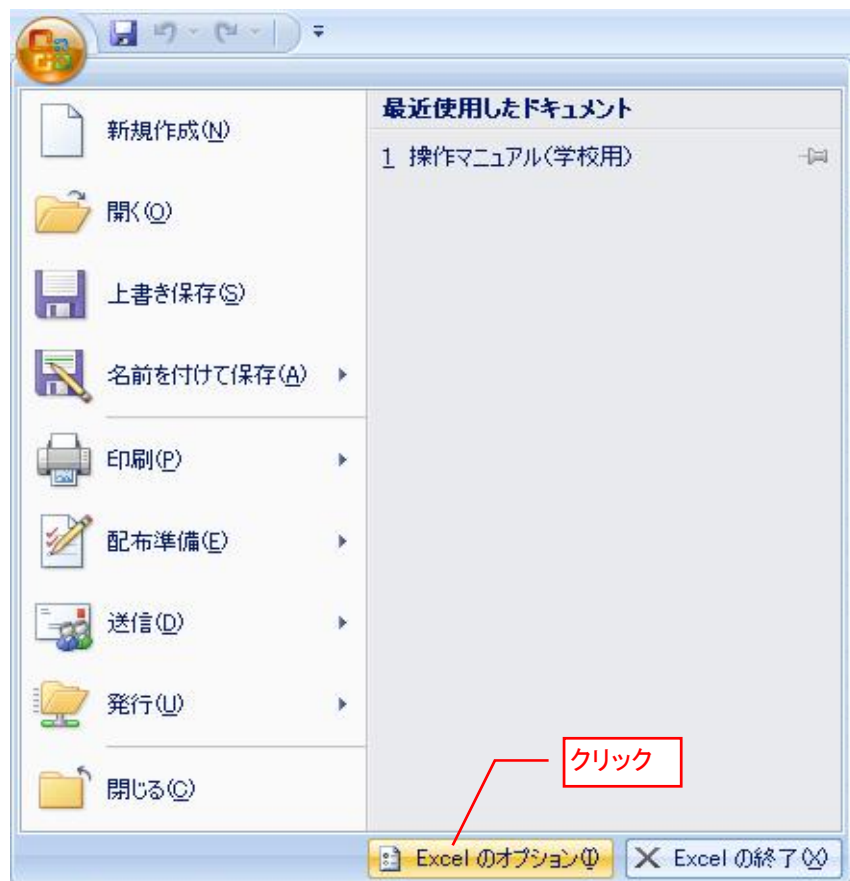 新規作成(N)
開く(O)
上書き保存(S)
名前を付けて保存(A)
印刷(P)
配布準備(E)
送信(D)
発行(U)
閉じる(C)
最近使用したドキュメント
1 操作マニュアル(学校用)
クリック
Excel のオプション(I)
Excel の終了(X)